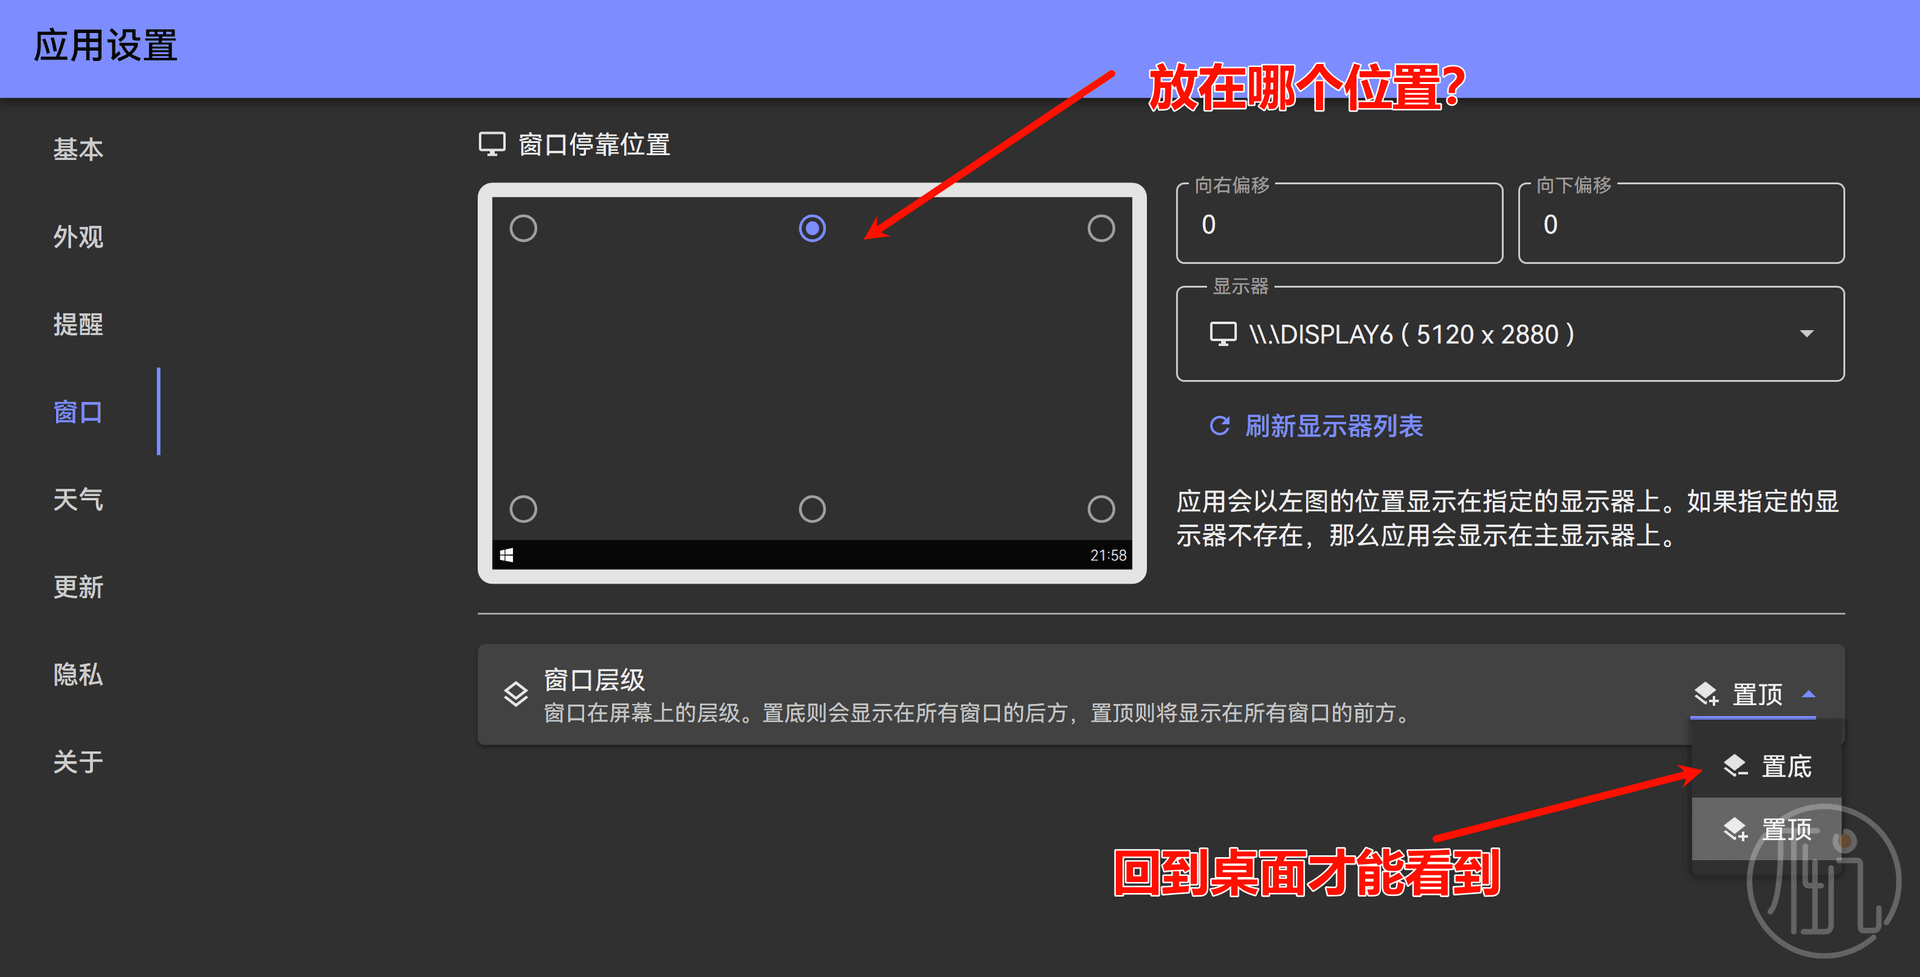 应用设置
放在哪个位置?
基本
外观
提醒
窗口
天气
更新
隐私
关于
窗口停靠位置
21:58
向右偏移
0
向下偏移
0
显示器
\\.\DISPLAY6 ( 5120 x 2880 )
刷新显示器列表
应用会以左图的位置显示在指定的显示器上。如果指定的显
示器不存在，那么应用会显示在主显示器上。
窗口层级
窗口在屏幕上的层级。置底则会显示在所有窗口的后方，置顶则将显示在所有窗口的前方。
置顶
置底
置顶
回到桌面才能看到